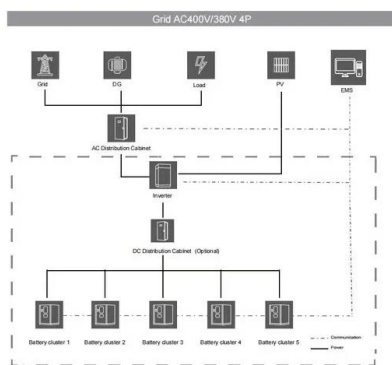 Grid AC400V/380V 4P
Grid
DG
Load
PV
EMS
AC Distribution Cabinet
Inverter
DC Distribution Cabinet (Optional)
Battery cluster 1
Battery cluster 2
Battery cluster 3
Battery cluster 4
Battery cluster 5
Communication
Power